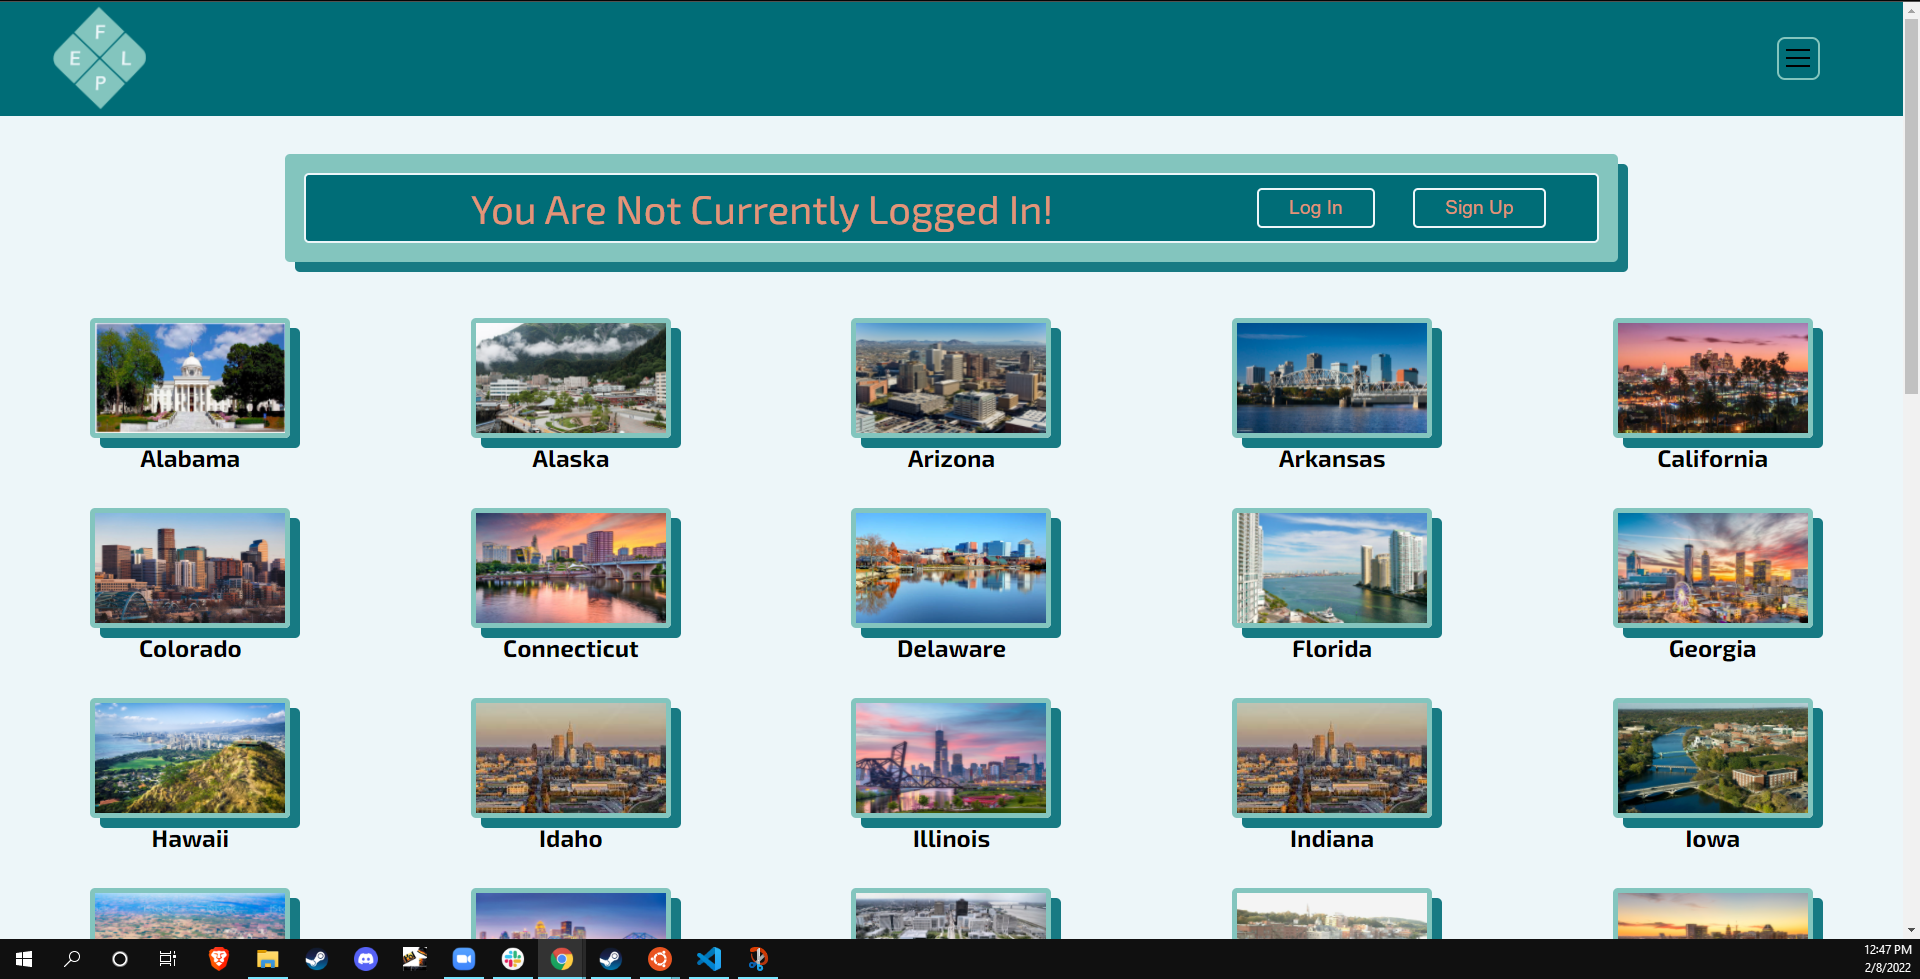 F
E L
P
You Are Not Currently Logged In!
Log In
Sign Up
Alabama
Alaska
Arizona
Arkansas
California
Colorado
Connecticut
Delaware
Florida
Georgia
Hawaii
Idaho
Illinois
Indiana
Iowa
12:47 PM
2/8/2022